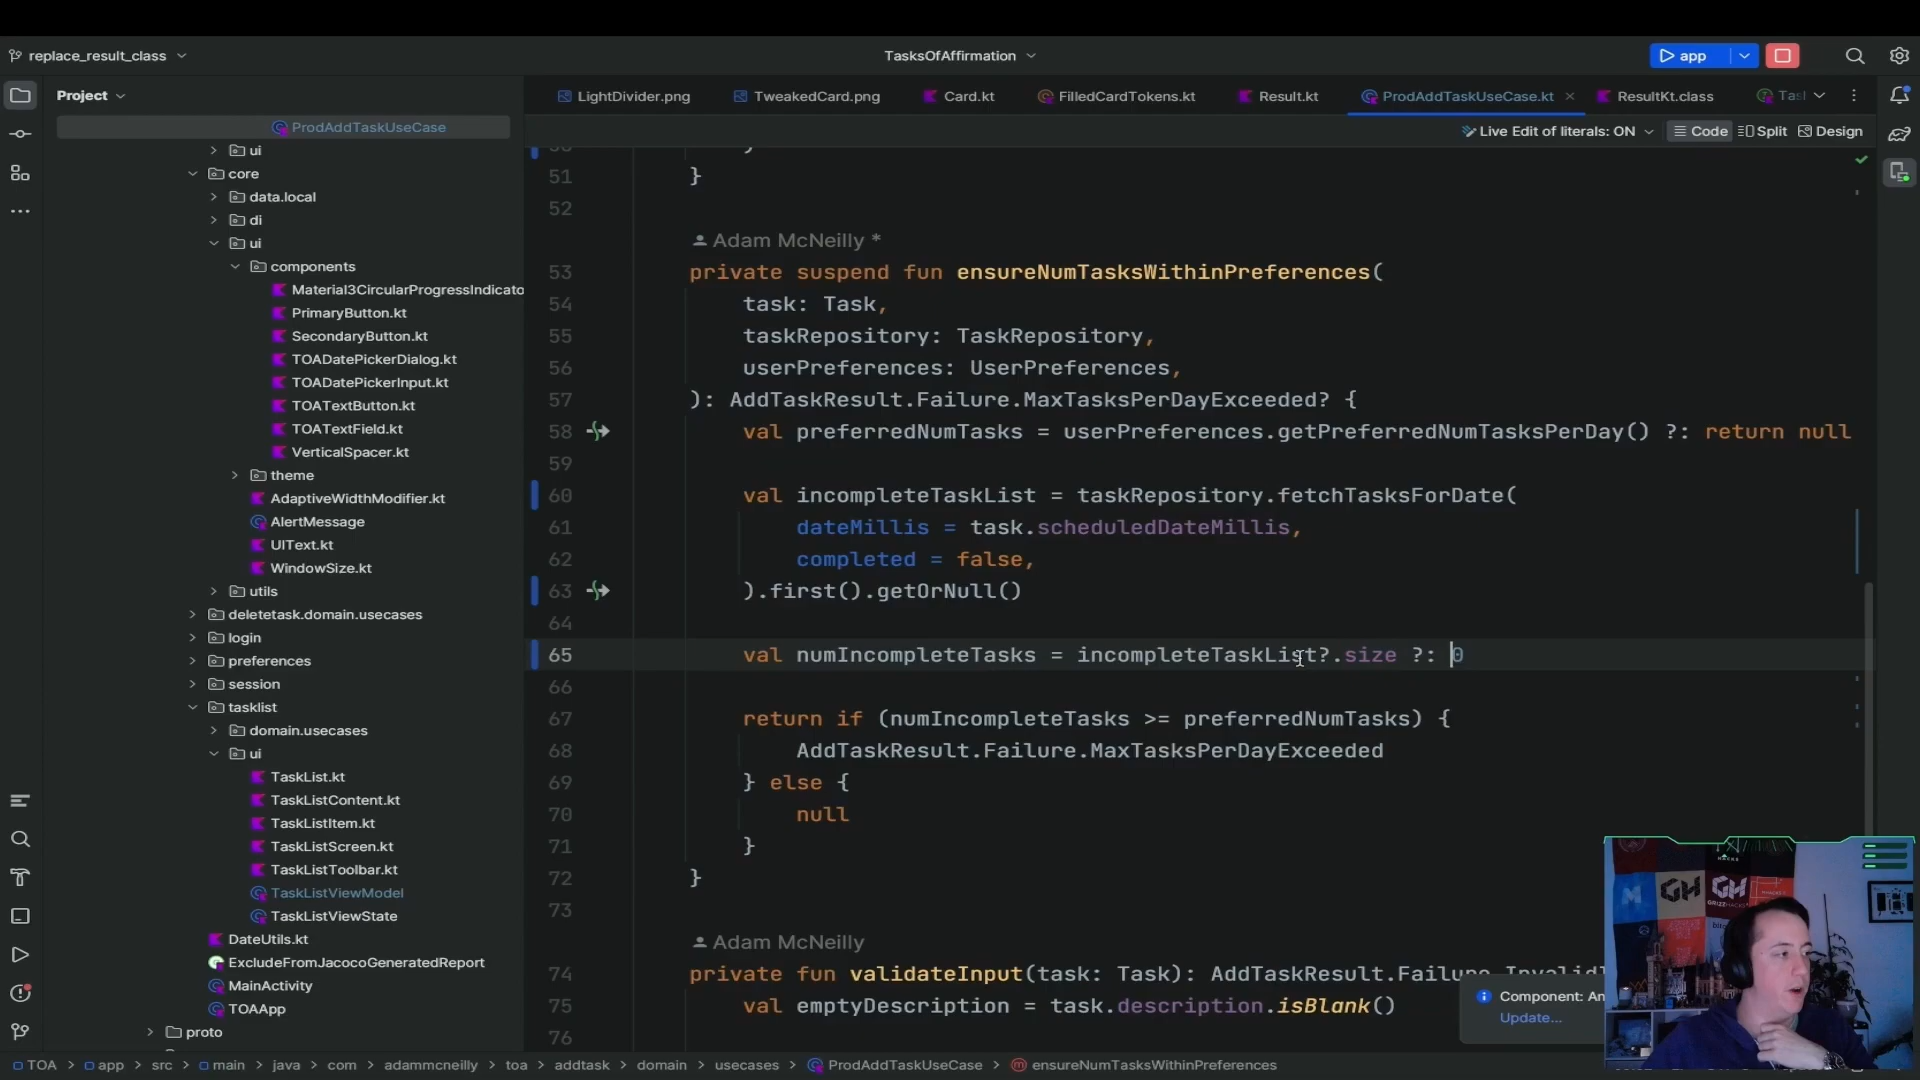 replace_result_class
TasksOfAffirmation
app
Project
LightDivider.png
TweakedCard.png
Card.kt
FilledCardTokens.kt
Result.kt
ProdAddTaskUseCase.kt
ResultKt.class
Live Edit of literals: ON
Code
Split
Design
ProdAddTaskUseCase
ui
core
data.local
di
ui
components
Material3CircularProgressIndicato
PrimaryButton.kt
SecondaryButton.kt
TOADatePickerDialog.kt
TOADatePickerInput.kt
TOATextButton.kt
TOATextField.kt
VerticalSpacer.kt
theme
AdaptiveWidthModifier.kt
AlertMessage
UIText.kt
WindowSize.kt
utils
deletetask.domain.usecases
login
preferences
session
tasklist
domain.usecases
ui
TaskList.kt
TaskListContent.kt
TaskListItem.kt
TaskListScreen.kt
TaskListToolbar.kt
TaskListViewModel
TaskListViewState
DateUtils.kt
ExcludeFromJacocoGeneratedReport
MainActivity
TOAApp
proto
51 }
52
Adam McNeilly *
53 private suspend fun ensureNumTasksWithinPreferences(
54 task: Task,
55 taskRepository: TaskRepository,
56 userPreferences: UserPreferences,
57 ): AddTaskResult.Failure.MaxTasksPerDayExceeded? {
58 val preferredNumTasks = userPreferences.getPreferredNumTasksPerDay() ?: return null
59
60 val incompleteTaskList = taskRepository.fetchTasksForDate(
61 dateMillis = task.scheduledDateMillis,
62 completed = false,
63 ).first().getOrNull()
64
65 val numIncompleteTasks = incompleteTaskList?.size ?: 0
66
67 return if (numIncompleteTasks >= preferredNumTasks) {
68 AddTaskResult.Failure.MaxTasksPerDayExceeded
69 } else {
70 null
71 }
72 }
73
Adam McNeilly
74 private fun validateInput(task: Task): AddTaskResult.Failure.
75 val emptyDescription = task.description.isBlank()
76
Component: An
Update...
GH
GH
GRIZZHACKS
TOA > app > src > main > java > com > adammcneilly > toa > addtask > domain > usecases > ProdAddTaskUseCase > ensureNumTasksWithinPreferences